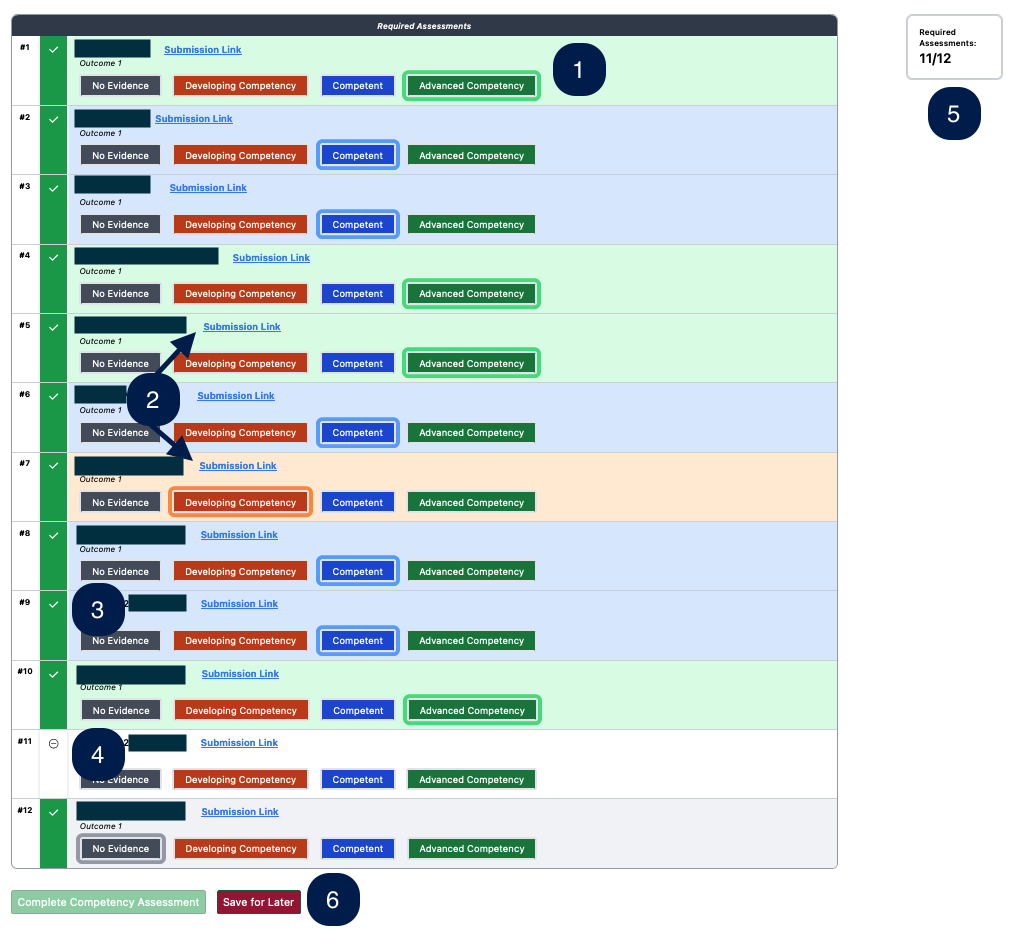 Required Assessments
#1 Submission Link
Outcome 1
No Evidence Developing Competency Competent Advanced Competency
1
Required
Assessments:
11/12
5
#2 Submission Link
Outcome 1
No Evidence Developing Competency Competent Advanced Competency
#3 Submission Link
Outcome 1
No Evidence Developing Competency Competent Advanced Competency
#4 Submission Link
Outcome 1
No Evidence Developing Competency Competent Advanced Competency
#5 Submission Link
Outcome 1
No Evidence Developing Competency Competent Advanced Competency
2
#6 Submission Link
Outcome 1
No Evidence Developing Competency Competent Advanced Competency
#7 Submission Link
Outcome 1
No Evidence Developing Competency Competent Advanced Competency
#8 Submission Link
Outcome 1
No Evidence Developing Competency Competent Advanced Competency
#9 Submission Link
3
No Evidence Developing Competency Competent Advanced Competency
#10 Submission Link
Outcome 1
No Evidence Developing Competency Competent Advanced Competency
#11 Submission Link
4
No Evidence Developing Competency Competent Advanced Competency
#12 Submission Link
Outcome 1
No Evidence Developing Competency Competent Advanced Competency
Complete Competency Assessment Save for Later 6